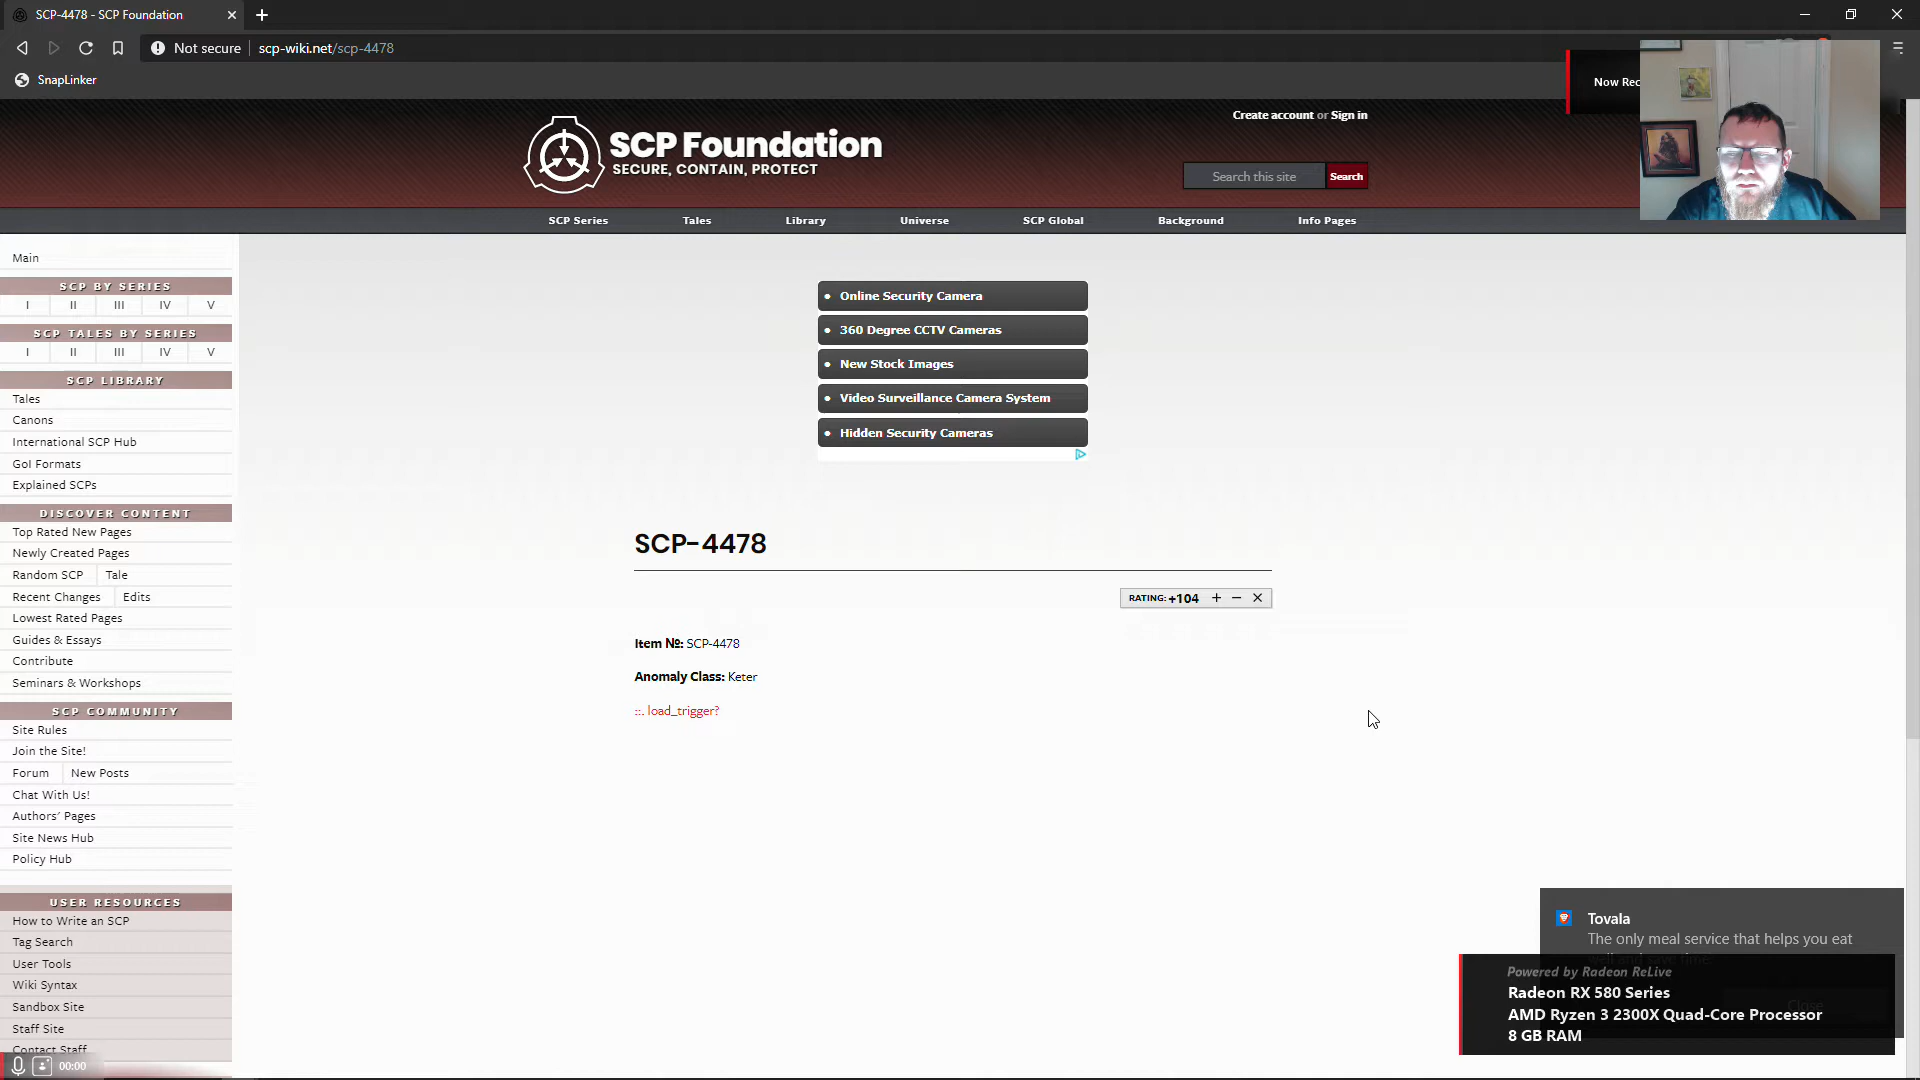 SCP-4478 - SCP Foundation
Not secure
scp-wiki.net/scp-4478
SnapLinker
Now Rec
Create account or Sign in
SCP Foundation
SECURE, CONTAIN, PROTECT
Search this site
Search
SCP Series
Tales
Library
Universe
SCP Global
Background
Info Pages
Main
SCP BY SERIES
I II III IV V
SCP TALES BY SERIES
I II III IV V
SCP LIBRARY
Tales
Canons
International SCP Hub
GoI Formats
Explained SCPs
DISCOVER CONTENT
Top Rated New Pages
Newly Created Pages
Random SCP Tale
Recent Changes Edits
Lowest Rated Pages
Guides & Essays
Contribute
Seminars & Workshops
SCP COMMUNITY
Site Rules
Join the Site!
Forum New Posts
Chat With Us!
Authors' Pages
Site News Hub
Policy Hub
USER RESOURCES
How to Write an SCP
Tag Search
User Tools
Wiki Syntax
Sandbox Site
Staff Site
Contact Staff
00:00
Online Security Camera
360 Degree CCTV Cameras
New Stock Images
Video Surveillance Camera System
Hidden Security Cameras
SCP-4478
RATING: +104 + − X
Item №: SCP-4478
Anomaly Class: Keter
::. load_trigger?
Tovala
The only meal service that helps you eat
well and save time.
Close
Powered by Radeon ReLive
Radeon RX 580 Series
AMD Ryzen 3 2300X Quad-Core Processor
8 GB RAM